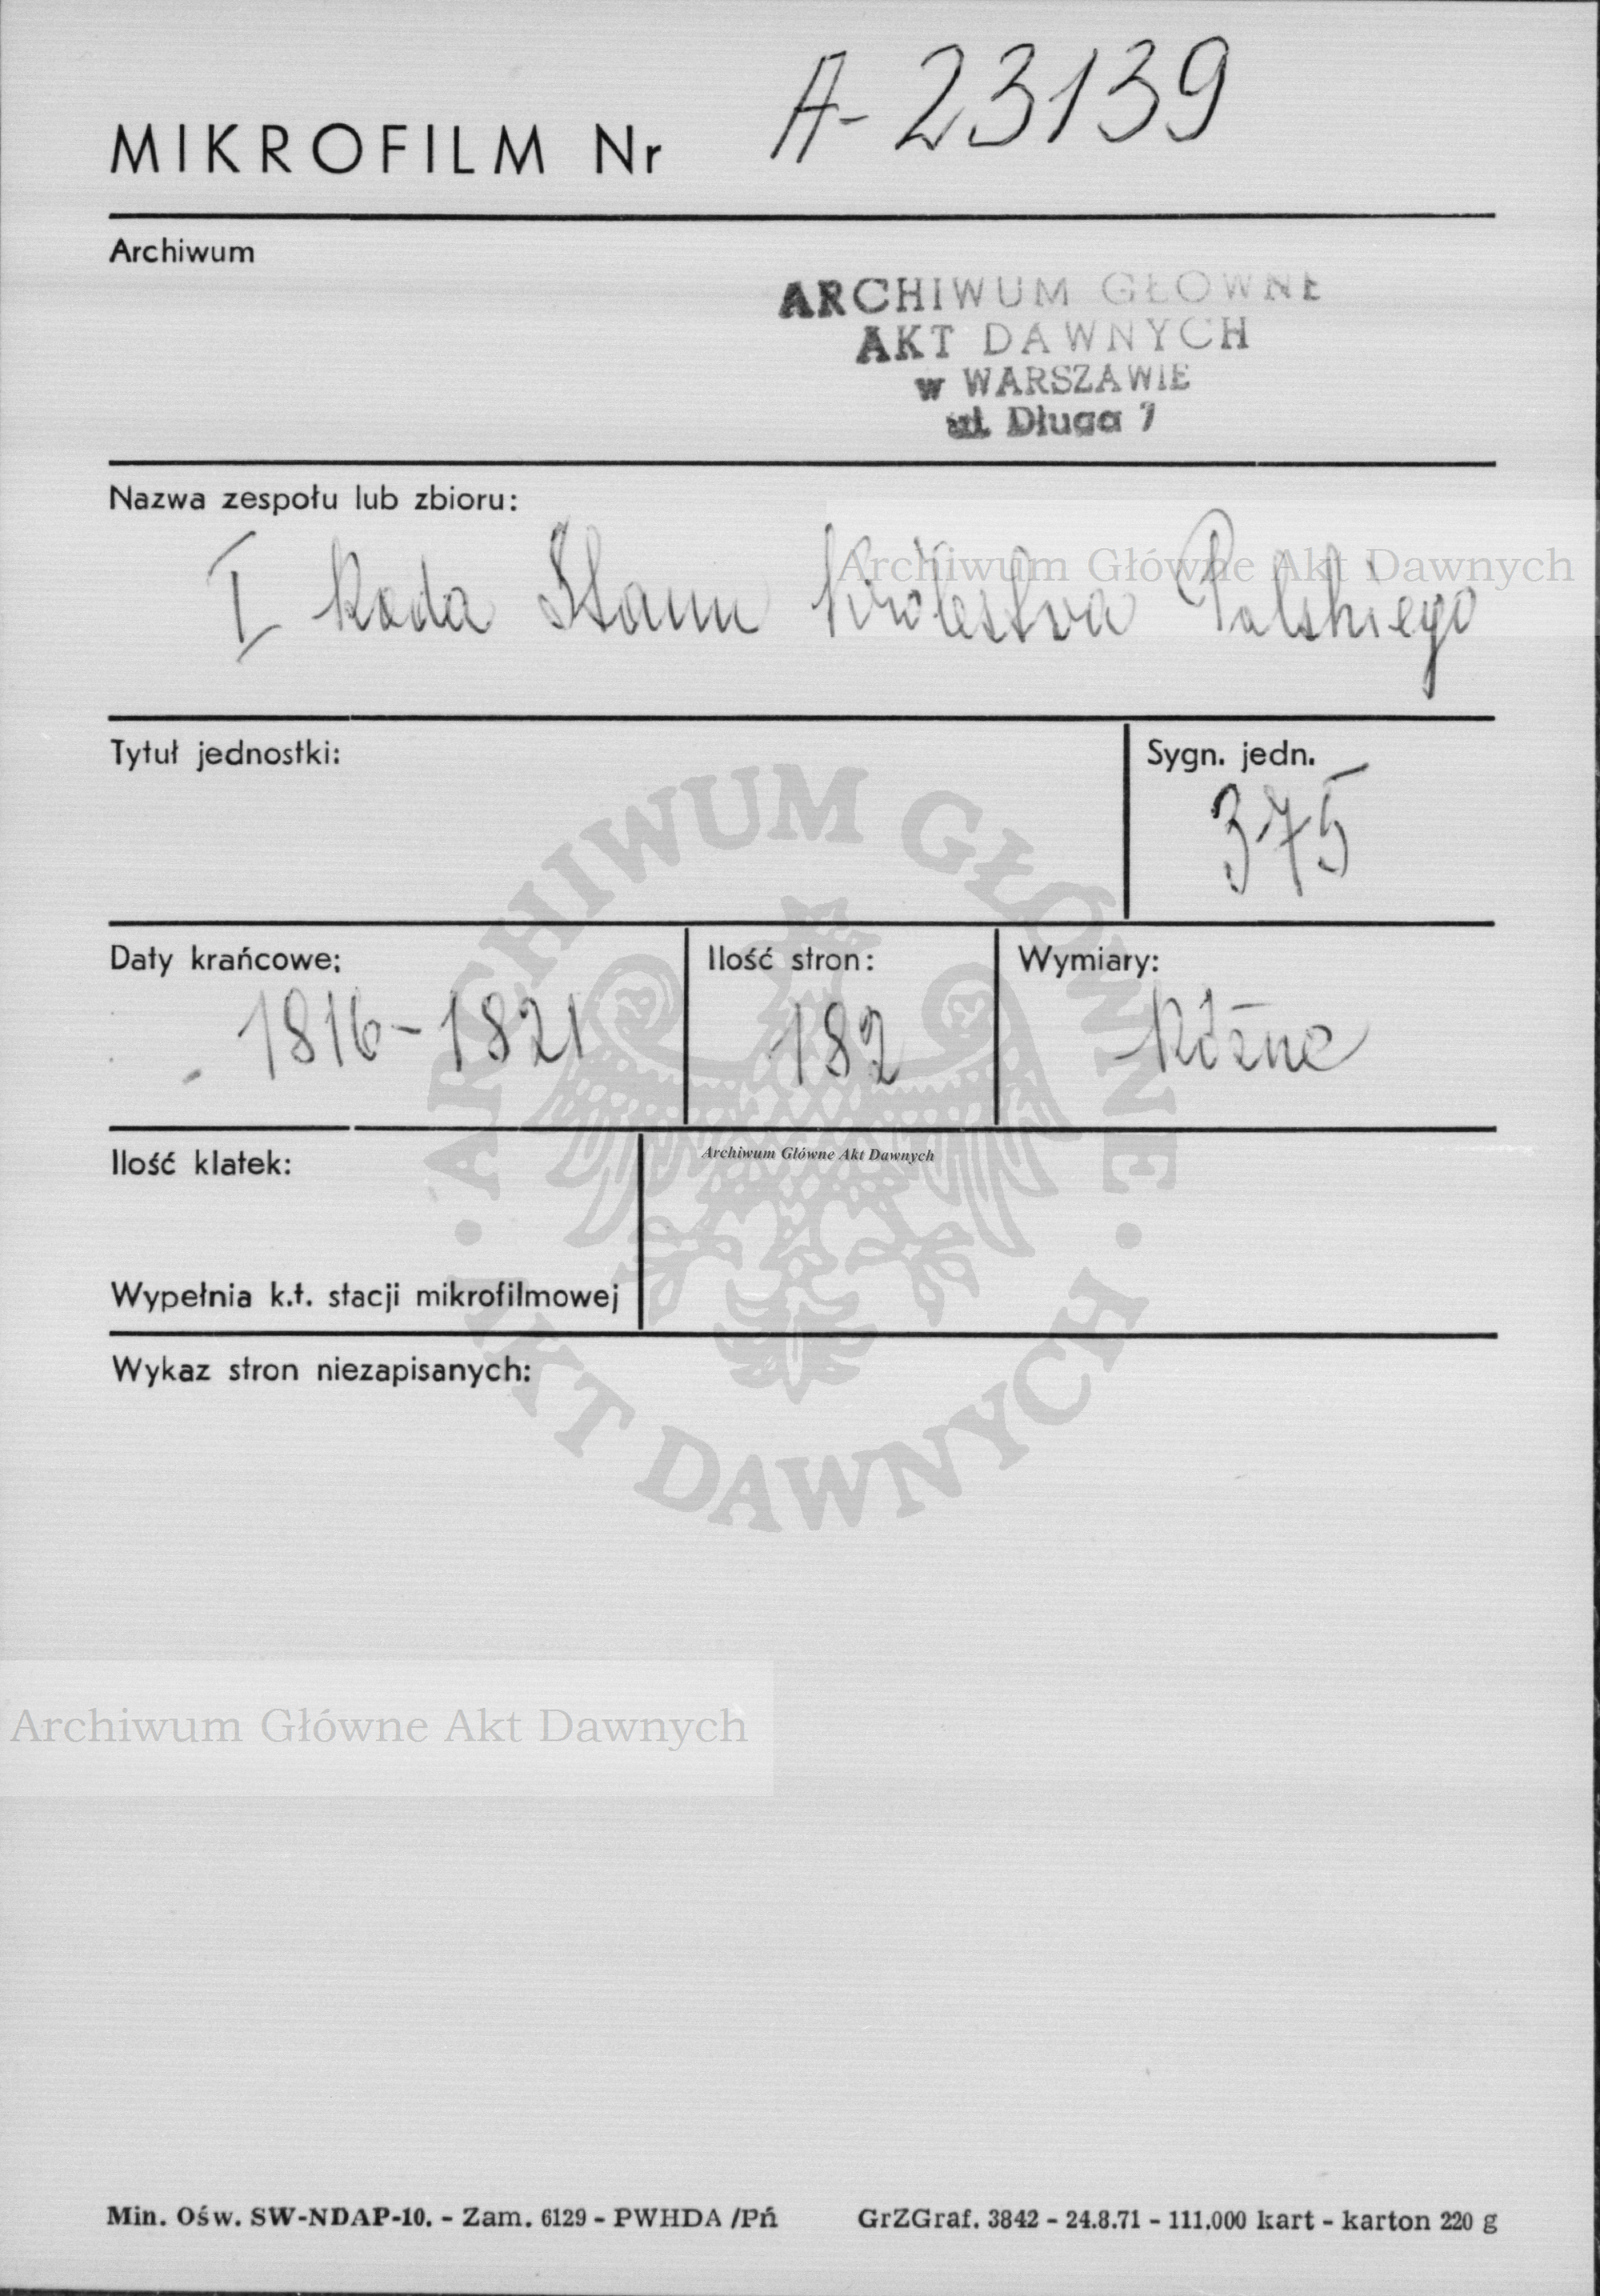 MIKROFILM Nr A-23139
Archiwum
ARCHIWUM GŁÓWNE
AKT DAWNYCH
w WARSZAWIE
ul. Długa 7
Nazwa zespołu lub zbioru:
Archiwum Główne Akt Dawnych
I Rada Stanu Królestwa Polskiego
Tytuł jednostki:
Sygn. jedn.
375
ARCHIWUM GŁÓWNE
Daty krańcowe:
1816-1821
Ilość stron:
182
Wymiary:
Różne
Archiwum Główne Akt Dawnych
Ilość klatek:
Wypełnia k.t. stacji mikrofilmowej
Wykaz stron niezapisanych:
AKT DAWNYCH
Archiwum Główne Akt Dawnych
Min. Ośw. SW-NDAP-10. - Zam. 6129 - PWHDA /Pń
GrZGraf. 3842 - 24.8.71 - 111.000 kart - karton 220 g